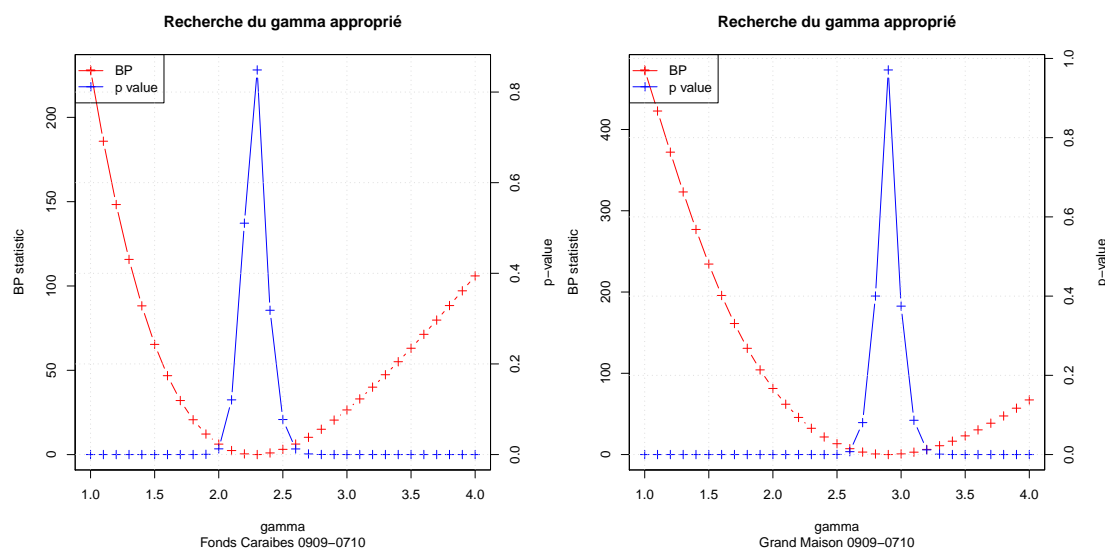 Recherche du gamma approprié
BP
p value
BP statistic
0
50
100
150
200
p−value
0.0
0.2
0.4
0.6
0.8
1.0 1.5 2.0 2.5 3.0 3.5 4.0
gamma
Fonds Caraibes 0909−0710
Recherche du gamma approprié
BP
p value
BP statistic
0
100
200
300
400
p−value
0.0
0.2
0.4
0.6
0.8
1.0
1.0 1.5 2.0 2.5 3.0 3.5 4.0
gamma
Grand Maison 0909−0710